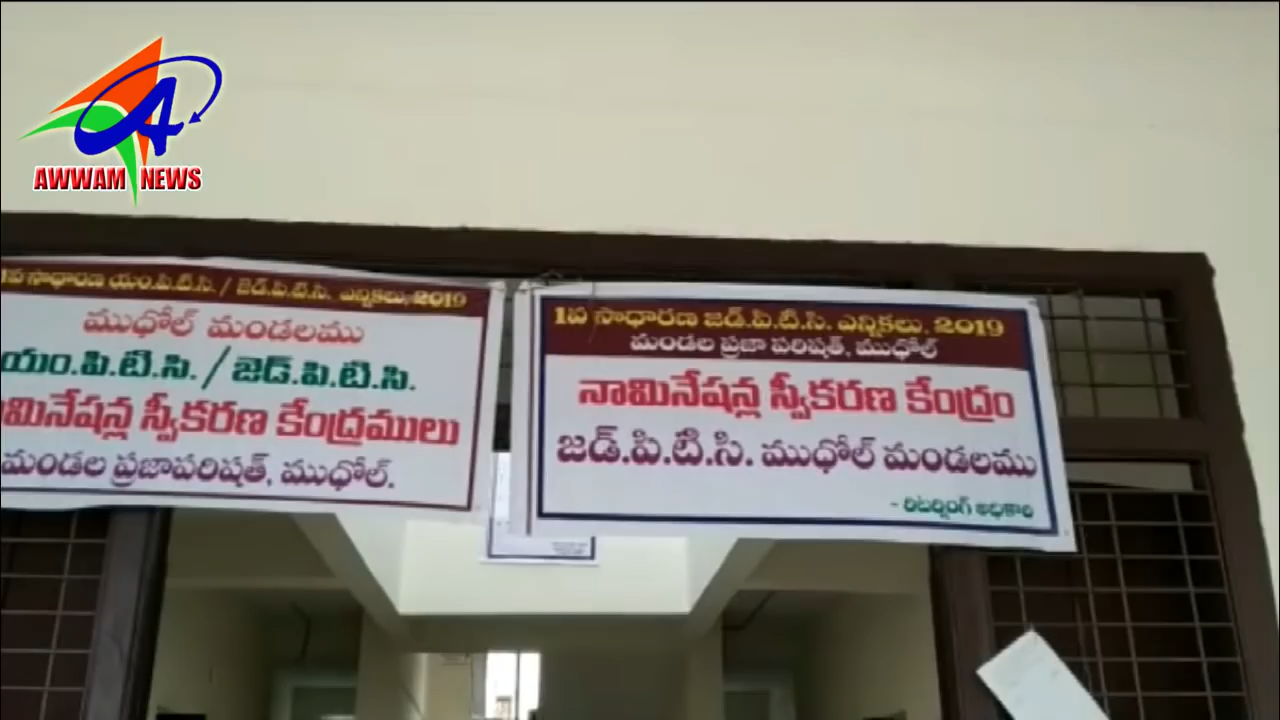 AWWAM NEWS
1వ సాధారణ యం.పి.టి.సి. / జెడ్.పి.టి.సి. ఎన్నికలు, 2019
ముధోల్ మండలము
యం.పి.టి.సి. / జెడ్.పి.టి.సి.
మినేషన్ల స్వీకరణ కేంద్రములు
మండల ప్రజాపరిషత్, ముధోల్.
1వ సాధారణ జడ్.పి.టి.సి. ఎన్నికలు, 2019
మండల ప్రజా పరిషత్, ముధోల్
నామినేషన్ల స్వీకరణ కేంద్రం
జడ్.పి.టి.సి. ముధోల్ మండలము
- రిటర్నింగ్ అధికారి